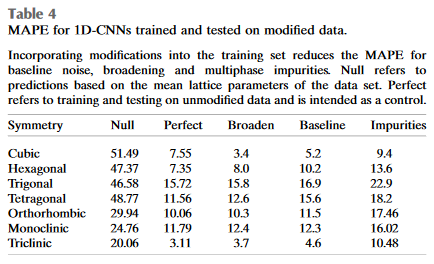 Table 4
MAPE for 1D-CNNs trained and tested on modified data.
Incorporating modifications into the training set reduces the MAPE for
baseline noise, broadening and multiphase impurities. Null refers to
predictions based on the mean lattice parameters of the data set. Perfect
refers to training and testing on unmodified data and is intended as a control.
Symmetry Null Perfect Broaden Baseline Impurities
Cubic 51.49 7.55 3.4 5.2 9.4
Hexagonal 47.37 7.35 8.0 10.2 13.6
Trigonal 46.58 15.72 15.8 16.9 22.9
Tetragonal 48.77 11.56 12.6 15.6 18.2
Orthorhombic 29.94 10.06 10.3 11.5 17.46
Monoclinic 24.76 11.79 12.4 12.3 16.02
Triclinic 20.06 3.11 3.7 4.6 10.48